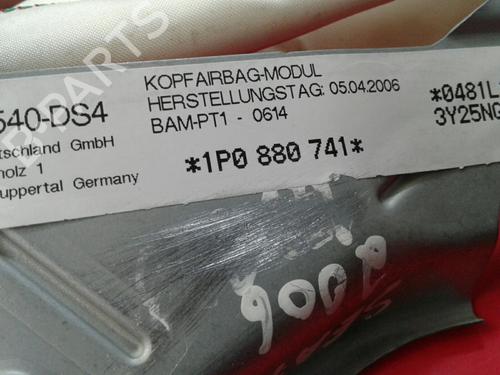 PARTS
540-DS4
KOPFAIRBAG-MODUL
HERSTELLUNGSTAG: 05.04.2006
BAM-PT1 - 0614
*1P0 880 741*
tschland GmbH
holz 1
uppertal Germany
*0481L
3Y25NG